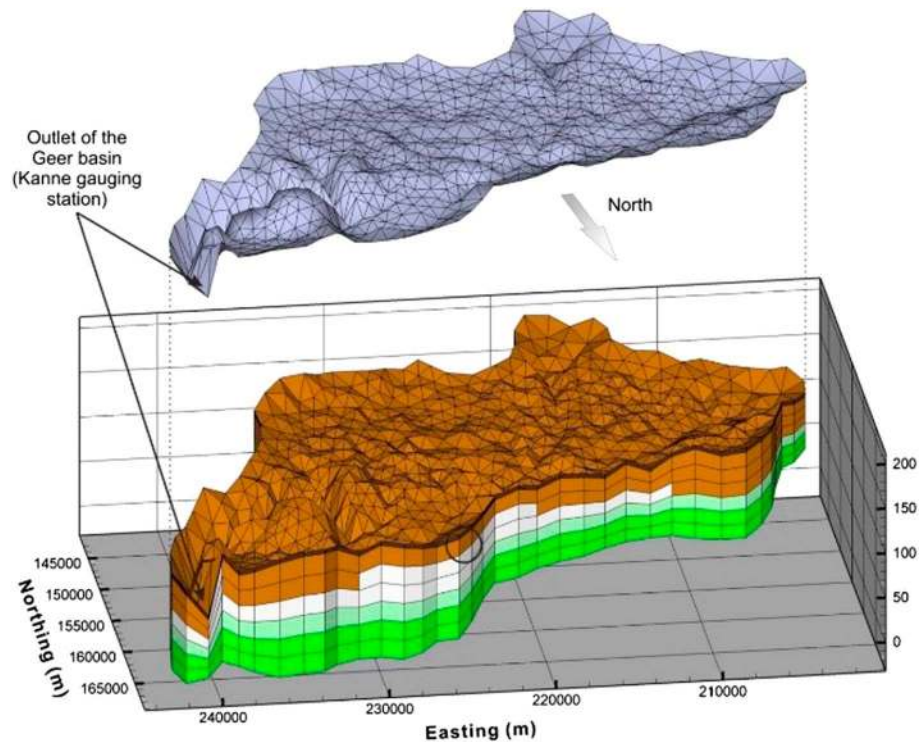 Outlet of the
Geer basin
(Kanne gauging
station)
North
200
150
100
50
0
145000
150000
155000
160000
165000
Northing (m)
240000
230000
220000
210000
Easting (m)